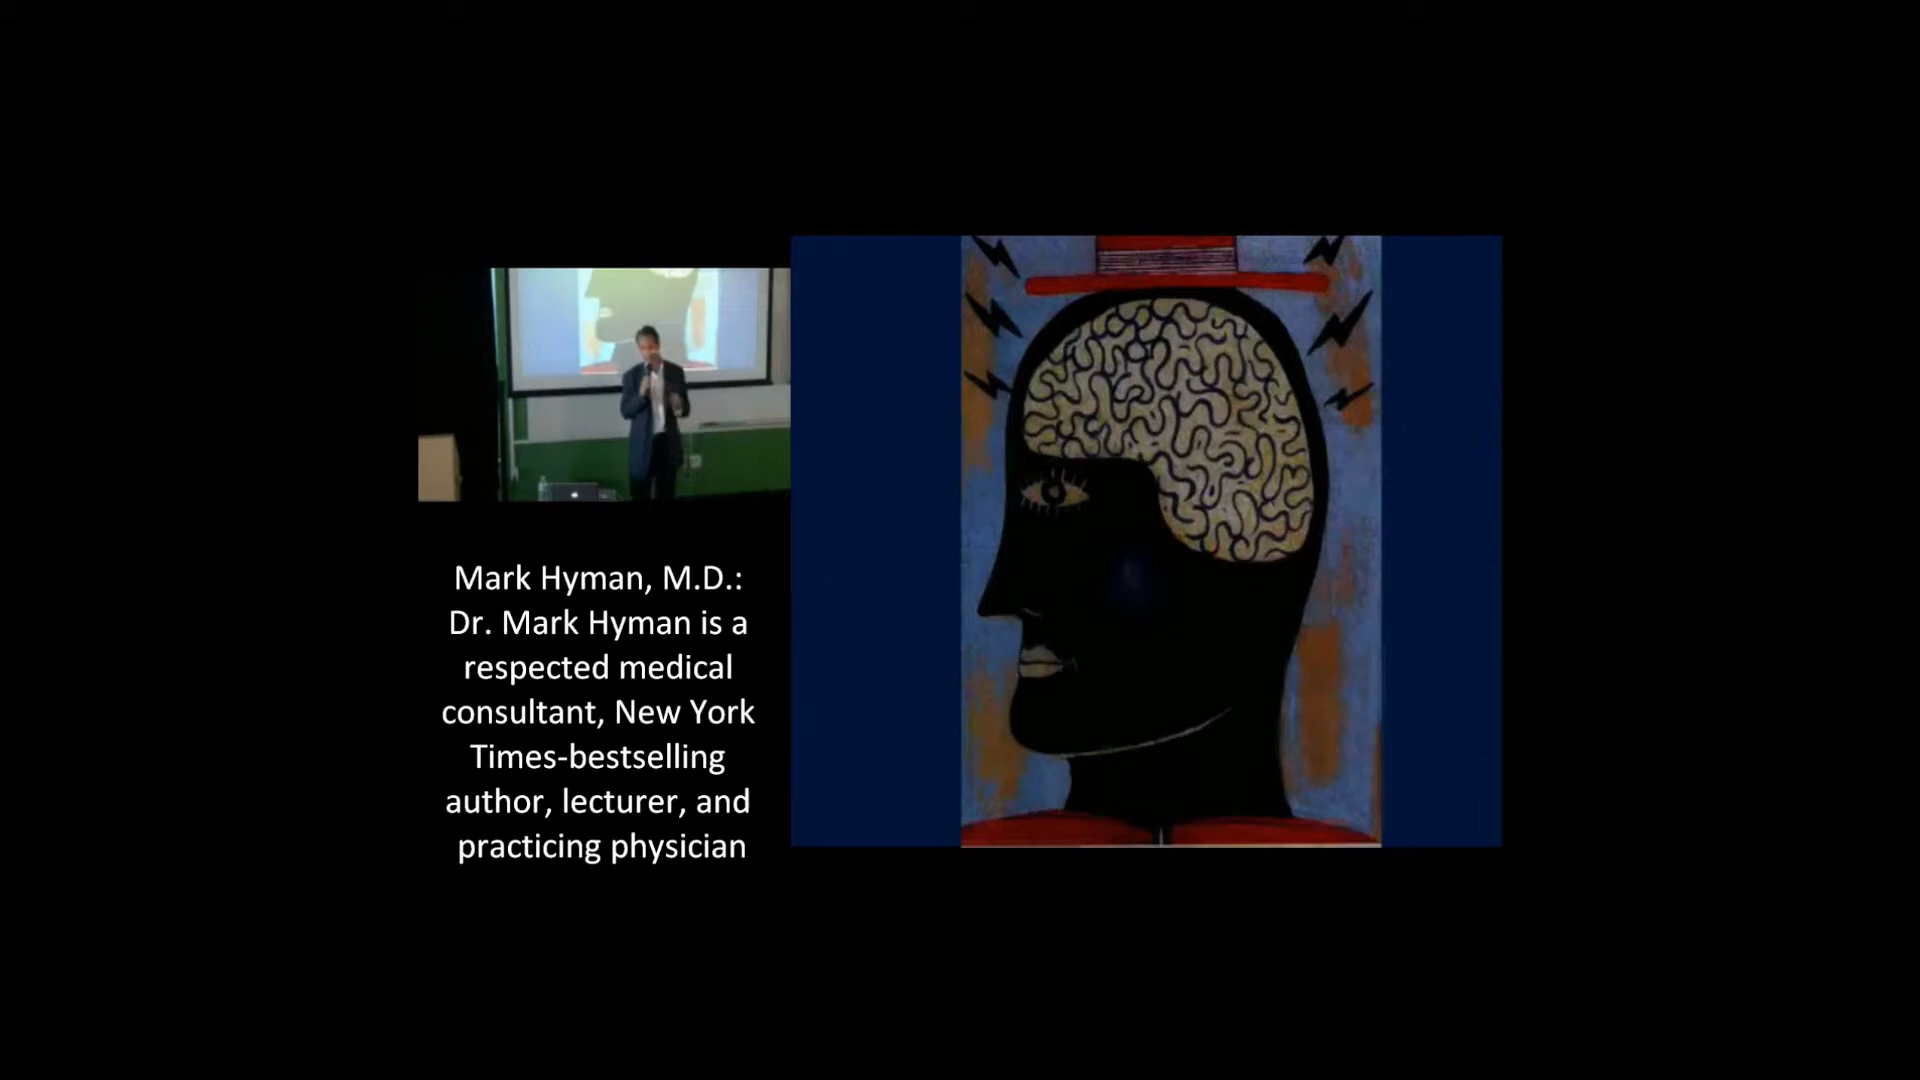 Mark Hyman, M.D.:
Dr. Mark Hyman is a
respected medical
consultant, New York
Times-bestselling
author, lecturer, and
practicing physician